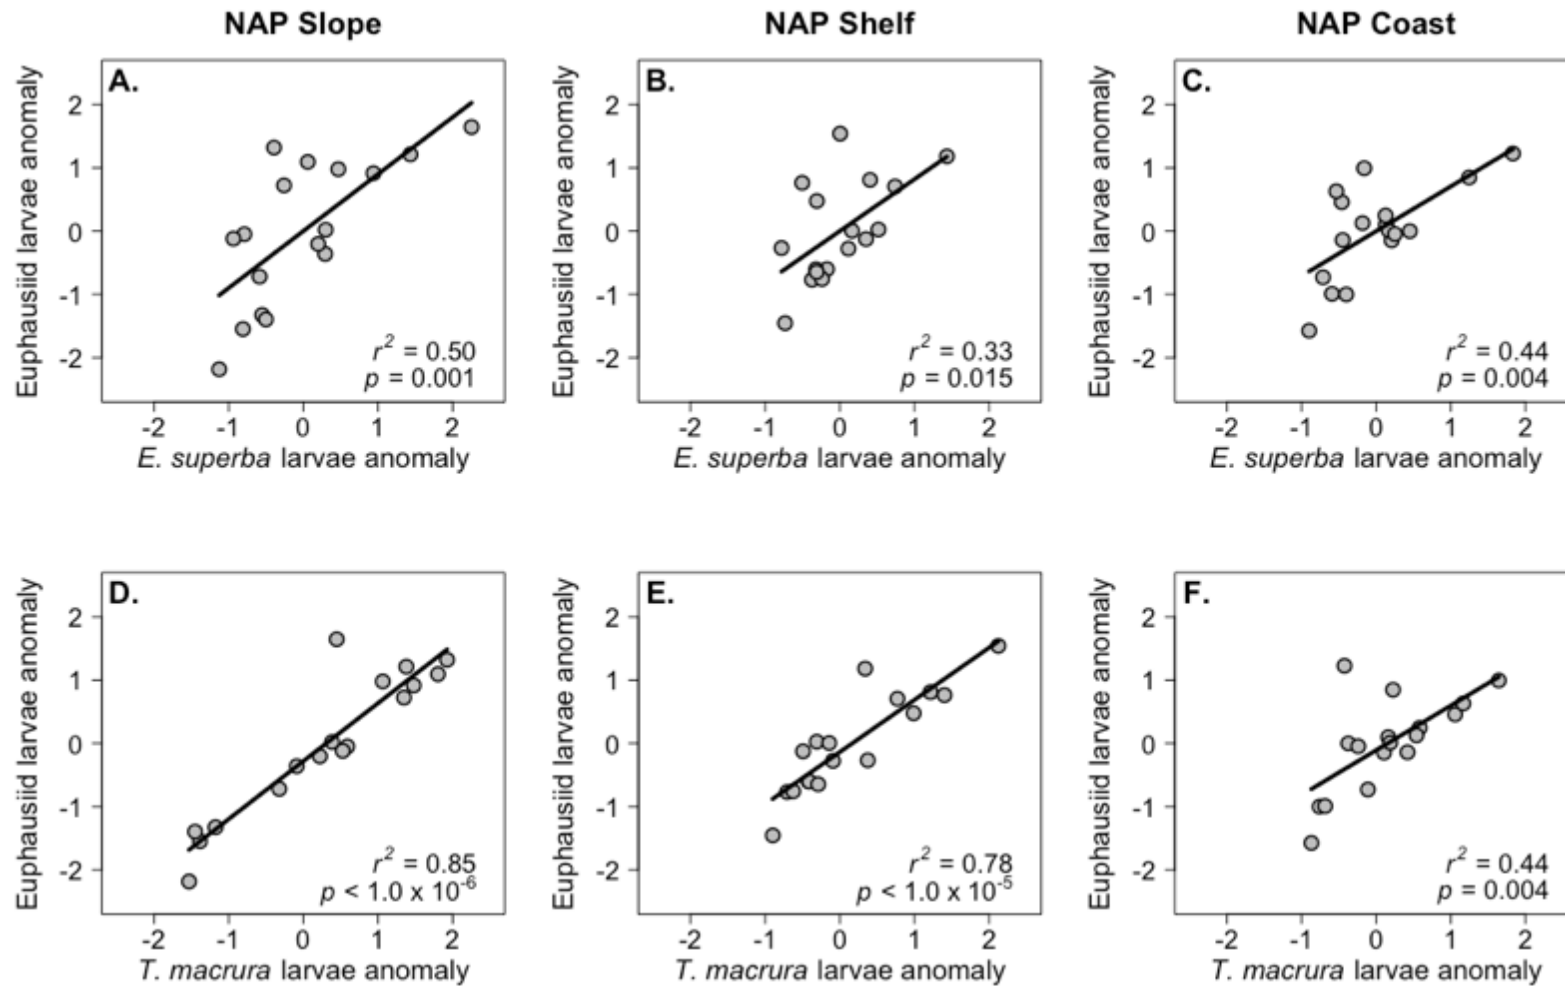 NAP Slope
NAP Shelf
NAP Coast
A.
Euphausiid larvae anomaly
2
1
0
-1
-2
r² = 0.50
p = 0.001
-2 -1 0 1 2
E. superba larvae anomaly
B.
Euphausiid larvae anomaly
2
1
0
-1
-2
r² = 0.33
p = 0.015
-2 -1 0 1 2
E. superba larvae anomaly
C.
Euphausiid larvae anomaly
2
1
0
-1
-2
r² = 0.44
p = 0.004
-2 -1 0 1 2
E. superba larvae anomaly
D.
Euphausiid larvae anomaly
2
1
0
-1
-2
r² = 0.85
p < 1.0 x 10⁻⁶
-2 -1 0 1 2
T. macrura larvae anomaly
E.
Euphausiid larvae anomaly
2
1
0
-1
-2
r² = 0.78
p < 1.0 x 10⁻⁵
-2 -1 0 1 2
T. macrura larvae anomaly
F.
Euphausiid larvae anomaly
2
1
0
-1
-2
r² = 0.44
p = 0.004
-2 -1 0 1 2
T. macrura larvae anomaly